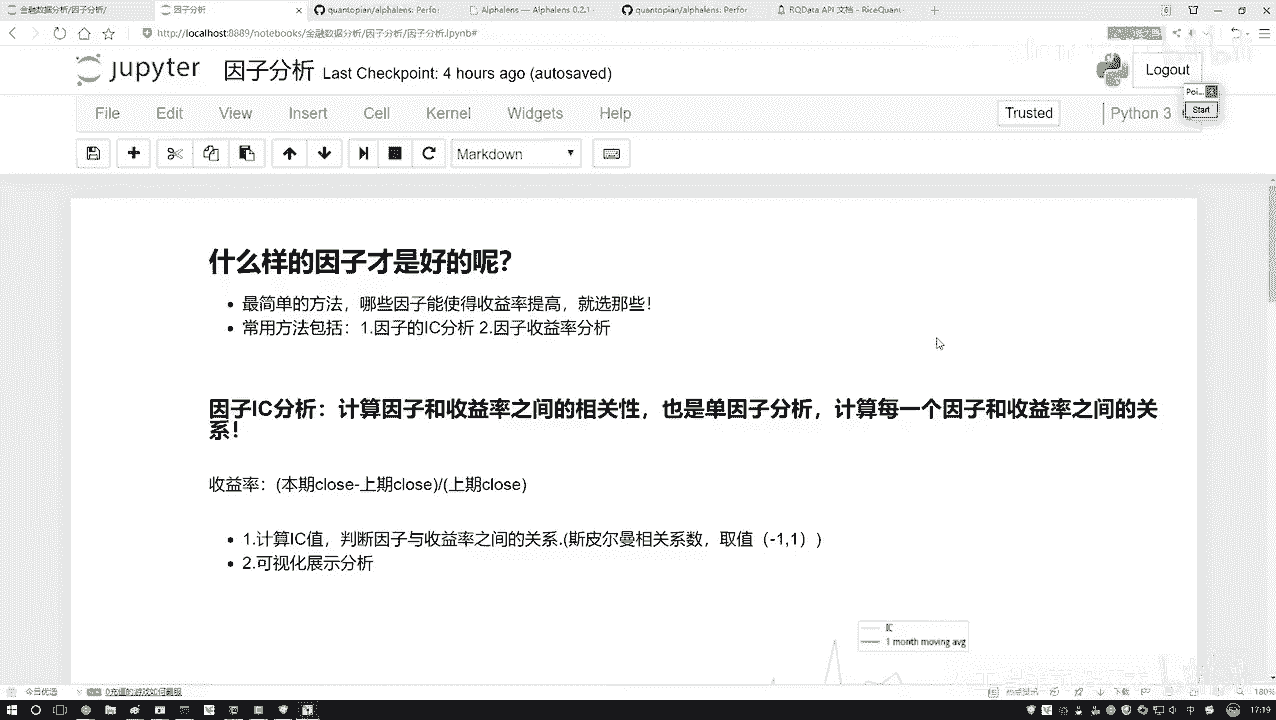 金融数据分析/因子分析/
因子分析
quantopian/alphalens: Perfo
Alphalens — Alphalens 0.2.1
quantopian/alphalens: Perfor
RQData API 文档 - RiceQuan
http://localhost:8889/notebooks/金融数据分析/因子分析/因子分析.ipynb#
jupyter 因子分析 Last Checkpoint: 4 hours ago (autosaved)
Logout
Poi...
Start
File Edit View Insert Cell Kernel Widgets Help
Trusted
Python 3
Markdown
什么样的因子才是好的呢?
最简单的方法，哪些因子能使得收益率提高，就选那些！
常用方法包括：1.因子的IC分析 2.因子收益率分析
因子IC分析：计算因子和收益率之间的相关性，也是单因子分析，计算每一个因子和收益率之间的关
系！
收益率：(本期close-上期close)/(上期close)
1.计算IC值，判断因子与收益率之间的关系.(斯皮尔曼相关系数，取值（-1,1）)
2.可视化展示分析
IC
1 month moving avg
今日优选
下载
180%
17:19